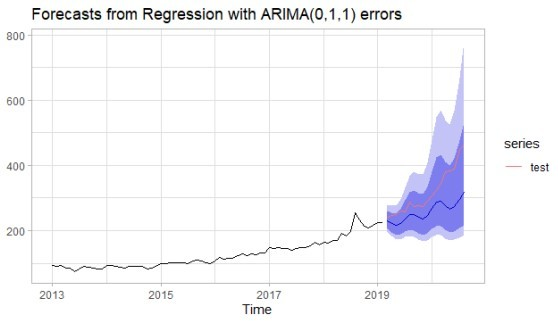 Forecasts from Regression with ARIMA(0,1,1) errors
800
600
400
200
series
test
2013
2015
2017
2019
Time